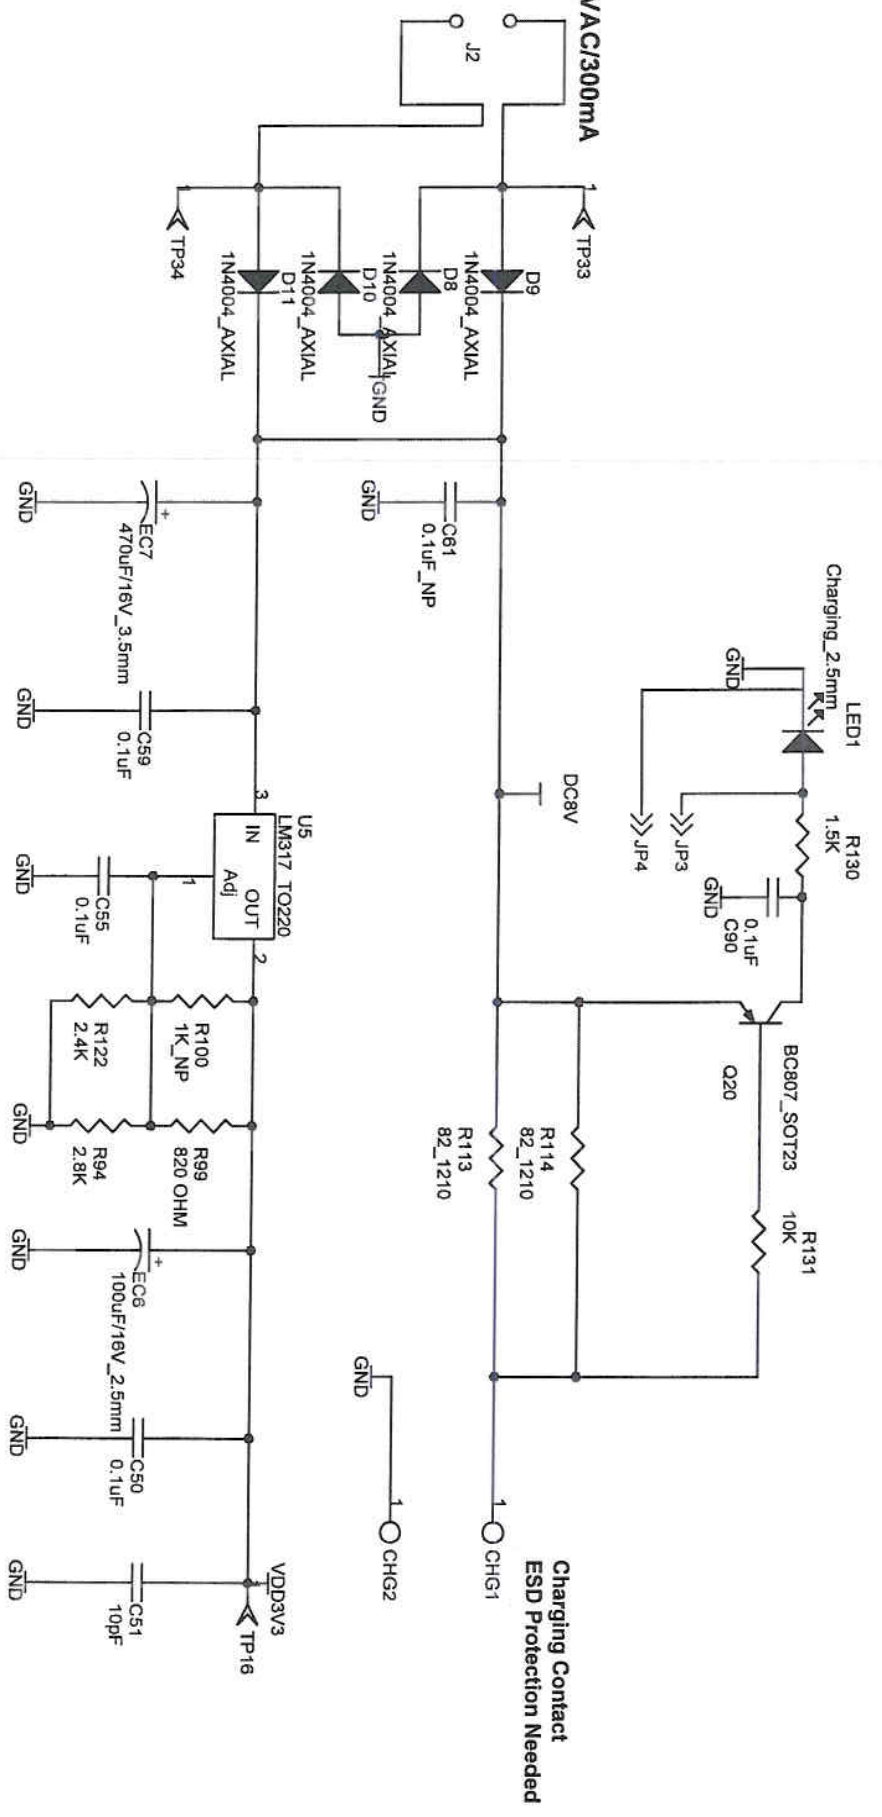 VAC/300mA
J2
1
TP33
1
TP34
D9
1N4004_AXIAL
D8
1N4004_AXIAL
D10
1N4004_AXIAL
D11
1N4004_AXIAL
GND
C61
0.1uF_NP
GND
EC7
470uF/16V_3.5mm
+
GND
C59
0.1uF
GND
Charging_2.5mm
LED1
GND
JP3
JP4
R130
1.5K
0.1uF
C90
GND
DC8V
BC807_SOT23
Q20
R131
10K
R114
82_1210
R113
82_1210
U5
LM317_TO220
IN
OUT
Adj
3
1
2
C55
0.1uF
GND
R100
1K_NP
R122
2.4K
R99
820 OHM
R94
2.8K
GND
EC6
100uF/16V_2.5mm
+
GND
C50
0.1uF
GND
C51
10pF
GND
VDD3V3
TP16
GND
1
CHG2
1
CHG1
Charging Contact
ESD Protection Needed